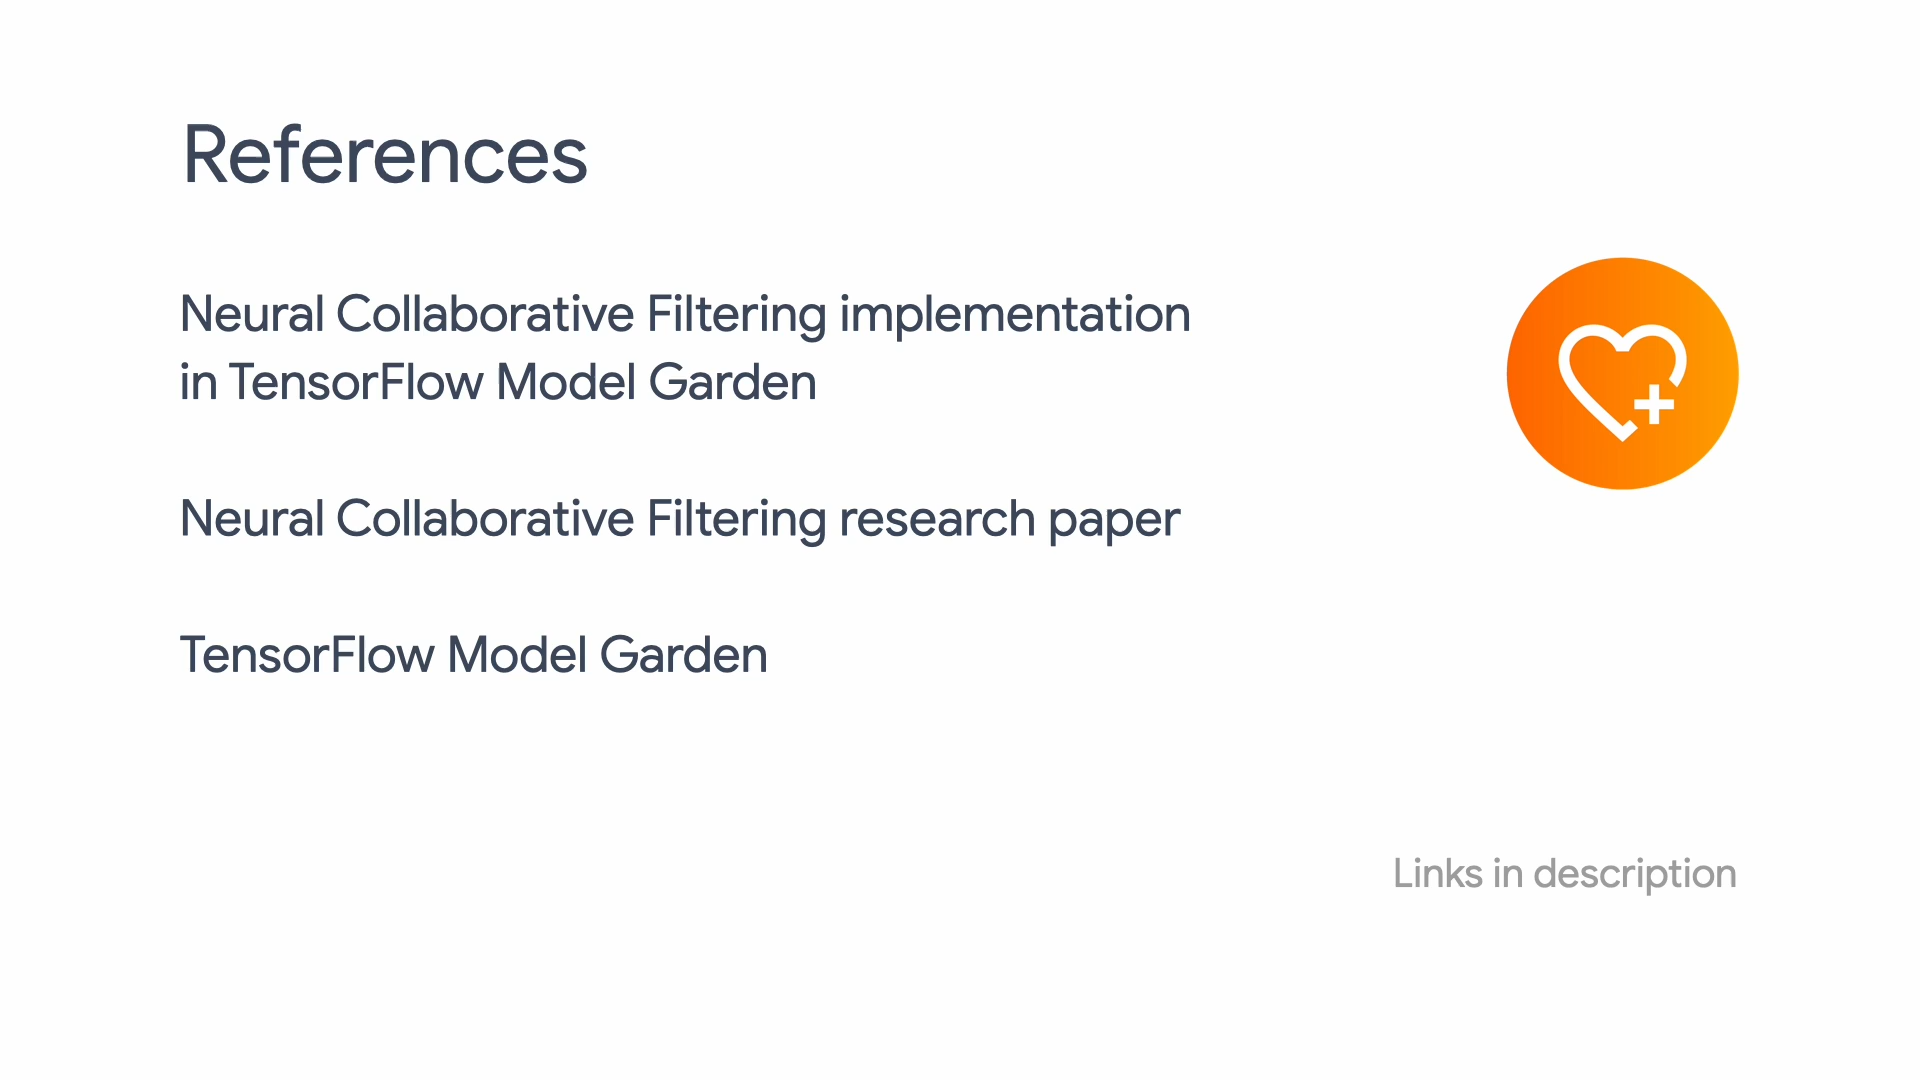 References
Neural Collaborative Filtering implementation
in TensorFlow Model Garden
Neural Collaborative Filtering research paper
TensorFlow Model Garden
Links in description